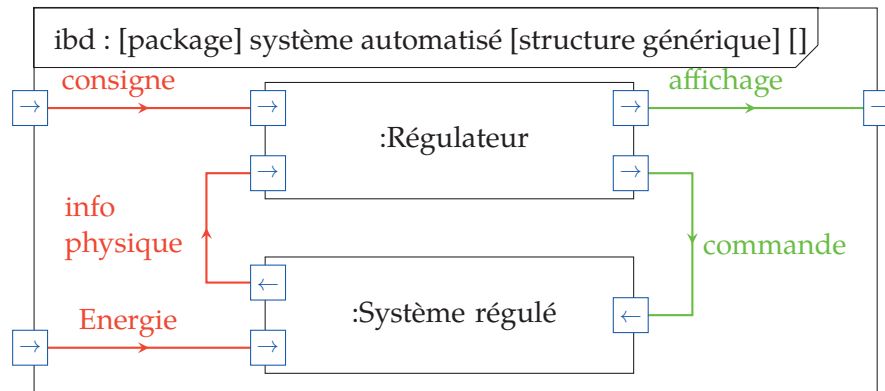 ibd : [package] système automatisé [structure générique] []
consigne
affichage
:Régulateur
info
physique
commande
:Système régulé
Energie